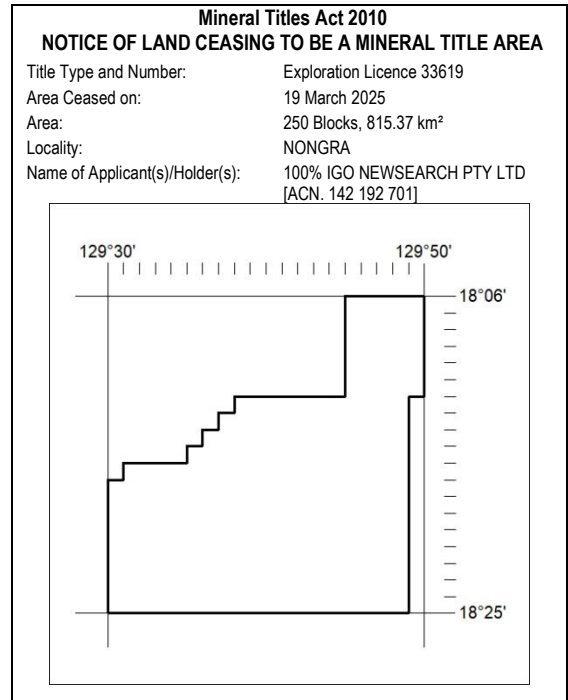 Mineral Titles Act 2010
NOTICE OF LAND CEASING TO BE A MINERAL TITLE AREA
Title Type and Number: Exploration Licence 33619
Area Ceased on: 19 March 2025
Area: 250 Blocks, 815.37 km²
Locality: NONGRA
Name of Applicant(s)/Holder(s): 100% IGO NEWSEARCH PTY LTD
[ACN. 142 192 701]
129°30' 129°50'
18°06'
18°25'